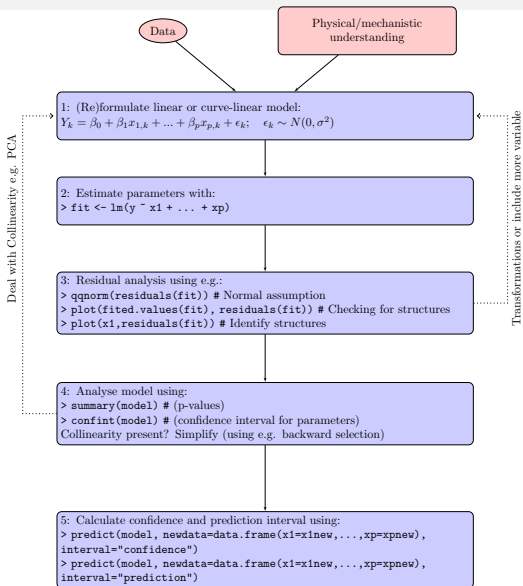 Data
Physical/mechanistic
understanding
1: (Re)formulate linear or curve-linear model:
Y_k = β_0 + β_1x_{1,k} + ... + β_px_{p,k} + ϵ_k;   ϵ_k ∼ N(0, σ^2)
2: Estimate parameters with:
> fit <- lm(y ~ x1 + ... + xp)
3: Residual analysis using e.g.:
> qqnorm(residuals(fit)) # Normal assumption
> plot(fited.values(fit), residuals(fit)) # Checking for structures
> plot(x1,residuals(fit)) # Identify structures
4: Analyse model using:
> summary(model) # (p-values)
> confint(model) # (confidence interval for parameters)
Collinearity present? Simplify (using e.g. backward selection)
5: Calculate confidence and prediction interval using:
> predict(model, newdata=data.frame(x1=x1new,...,xp=xpnew),
interval="confidence")
> predict(model, newdata=data.frame(x1=x1new,...,xp=xpnew),
interval="prediction")
Deal with Collinearity e.g. PCA
Transformations or include more variable